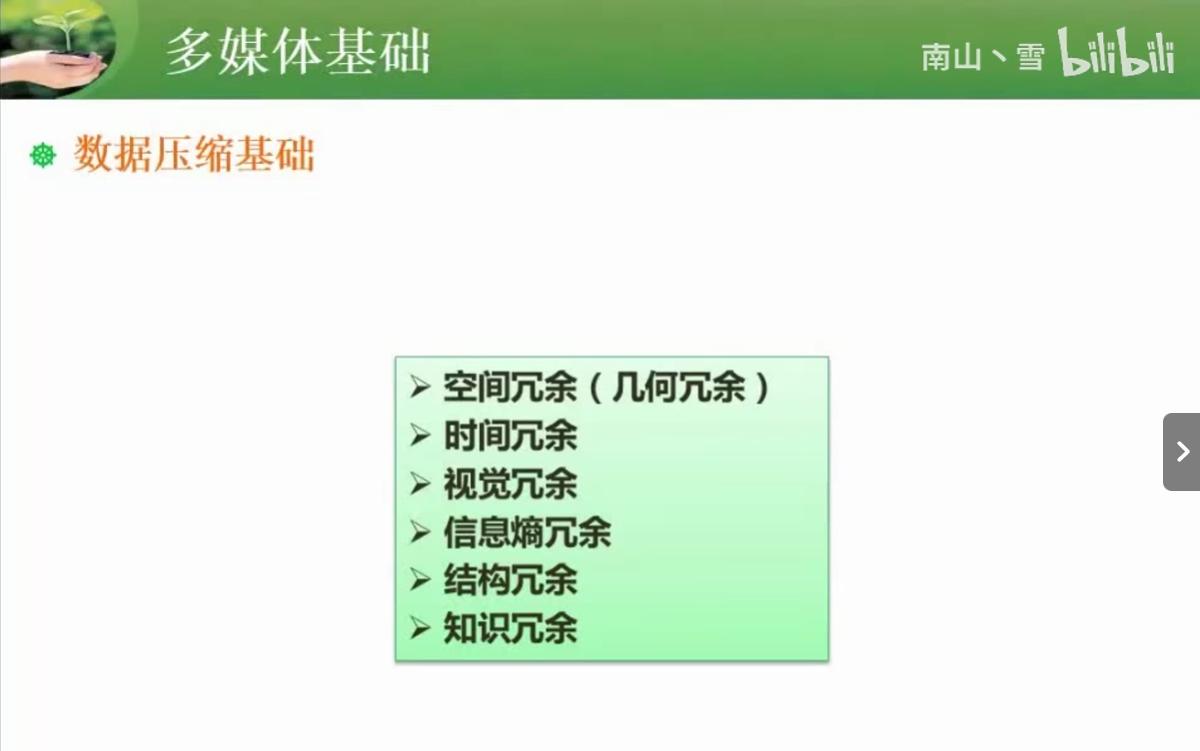 多媒体基础
南山丶雪 bilibili
数据压缩基础
➢ 空间冗余（几何冗余）
➢ 时间冗余
➢ 视觉冗余
➢ 信息熵冗余
➢ 结构冗余
➢ 知识冗余